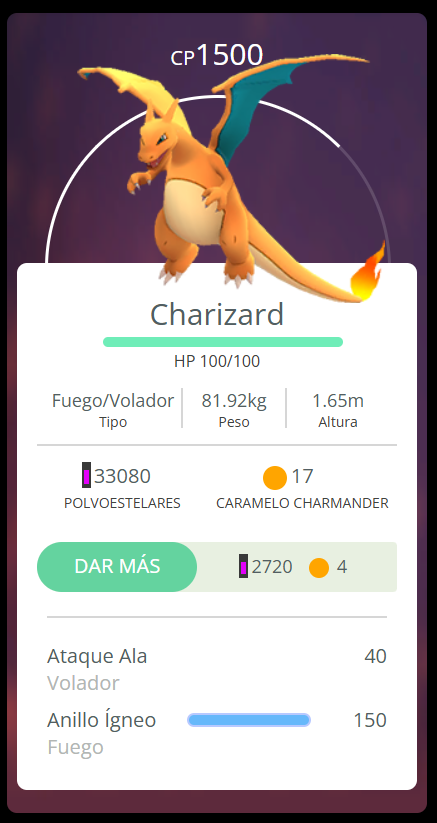 CP1500
Charizard
HP 100/100
Fuego/Volador 81.92kg 1.65m
Tipo Peso Altura
33080 17
POLVOESTELARES CARAMELO CHARMANDER
DAR MÁS 2720 4
Ataque Ala 40
Volador
Anillo Ígneo 150
Fuego